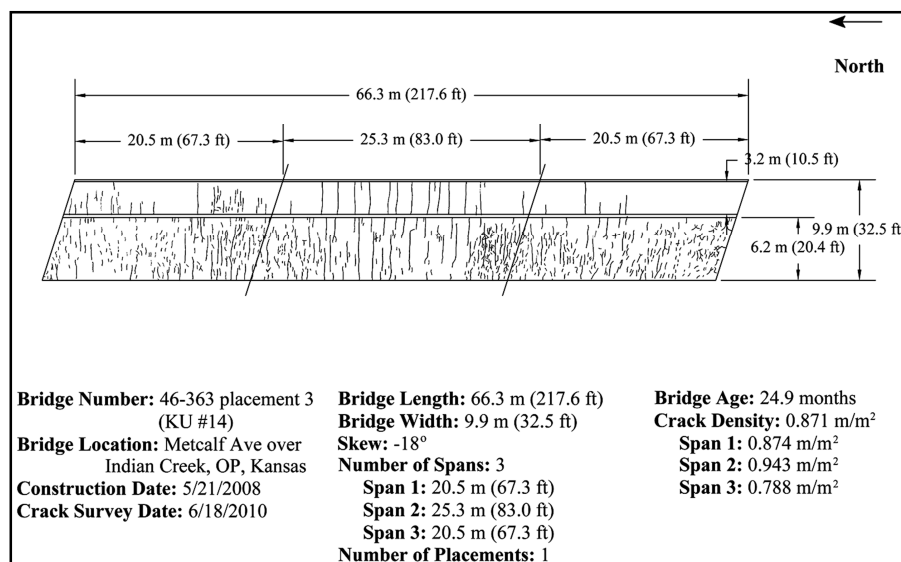 North
66.3 m (217.6 ft)
20.5 m (67.3 ft) 25.3 m (83.0 ft) 20.5 m (67.3 ft)
3.2 m (10.5 ft)
9.9 m (32.5 ft
6.2 m (20.4 ft)
Bridge Number: 46-363 placement 3
(KU #14)
Bridge Location: Metcalf Ave over
Indian Creek, OP, Kansas
Construction Date: 5/21/2008
Crack Survey Date: 6/18/2010
Bridge Length: 66.3 m (217.6 ft)
Bridge Width: 9.9 m (32.5 ft)
Skew: -18°
Number of Spans: 3
Span 1: 20.5 m (67.3 ft)
Span 2: 25.3 m (83.0 ft)
Span 3: 20.5 m (67.3 ft)
Number of Placements: 1
Bridge Age: 24.9 months
Crack Density: 0.871 m/m²
Span 1: 0.874 m/m²
Span 2: 0.943 m/m²
Span 3: 0.788 m/m²